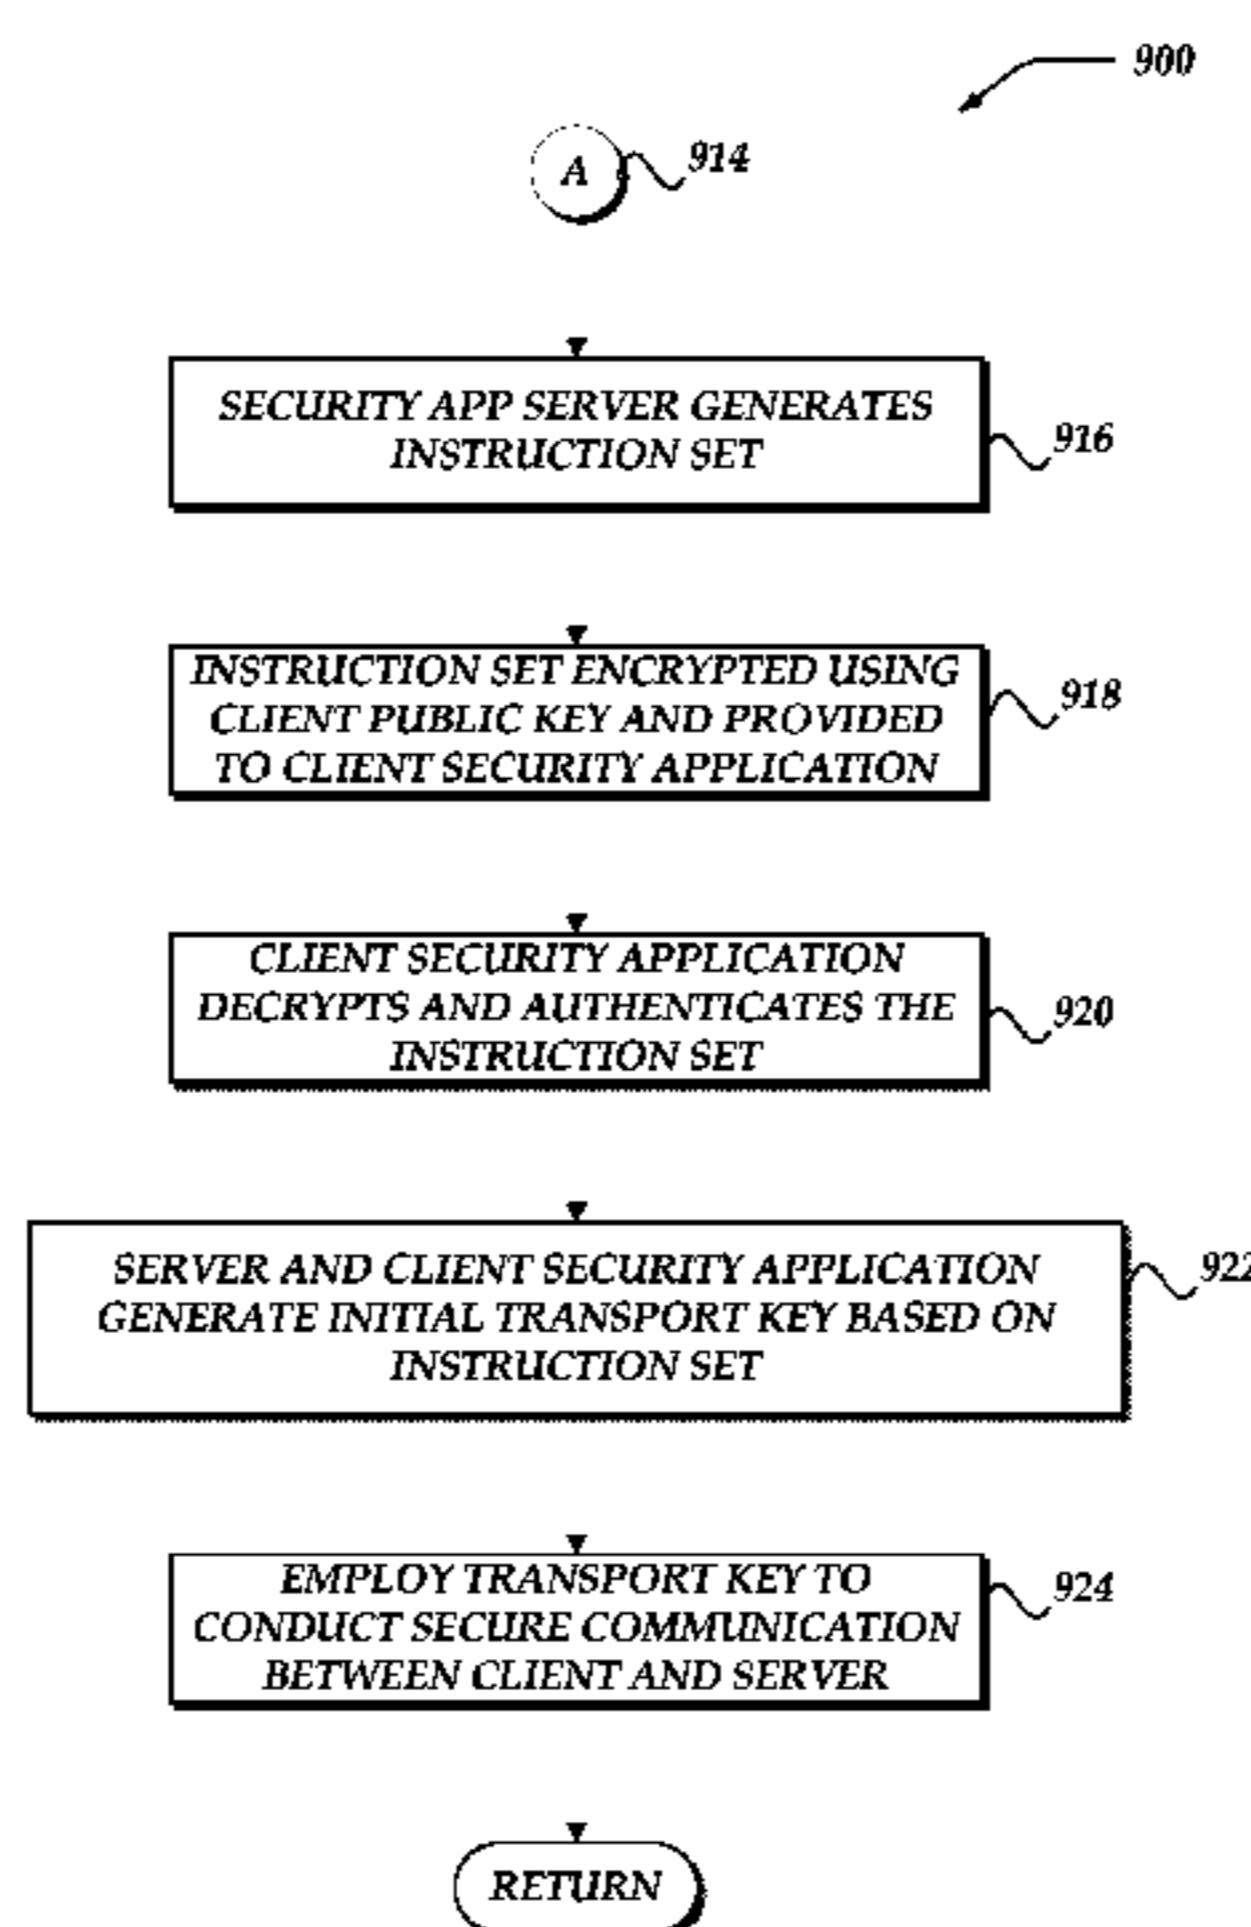 900
A
914
SECURITY APP SERVER GENERATES
INSTRUCTION SET
916
INSTRUCTION SET ENCRYPTED USING
CLIENT PUBLIC KEY AND PROVIDED
TO CLIENT SECURITY APPLICATION
918
CLIENT SECURITY APPLICATION
DECRYPTS AND AUTHENTICATES THE
INSTRUCTION SET
920
SERVER AND CLIENT SECURITY APPLICATION
GENERATE INITIAL TRANSPORT KEY BASED ON
INSTRUCTION SET
922
EMPLOY TRANSPORT KEY TO
CONDUCT SECURE COMMUNICATION
BETWEEN CLIENT AND SERVER
924
RETURN